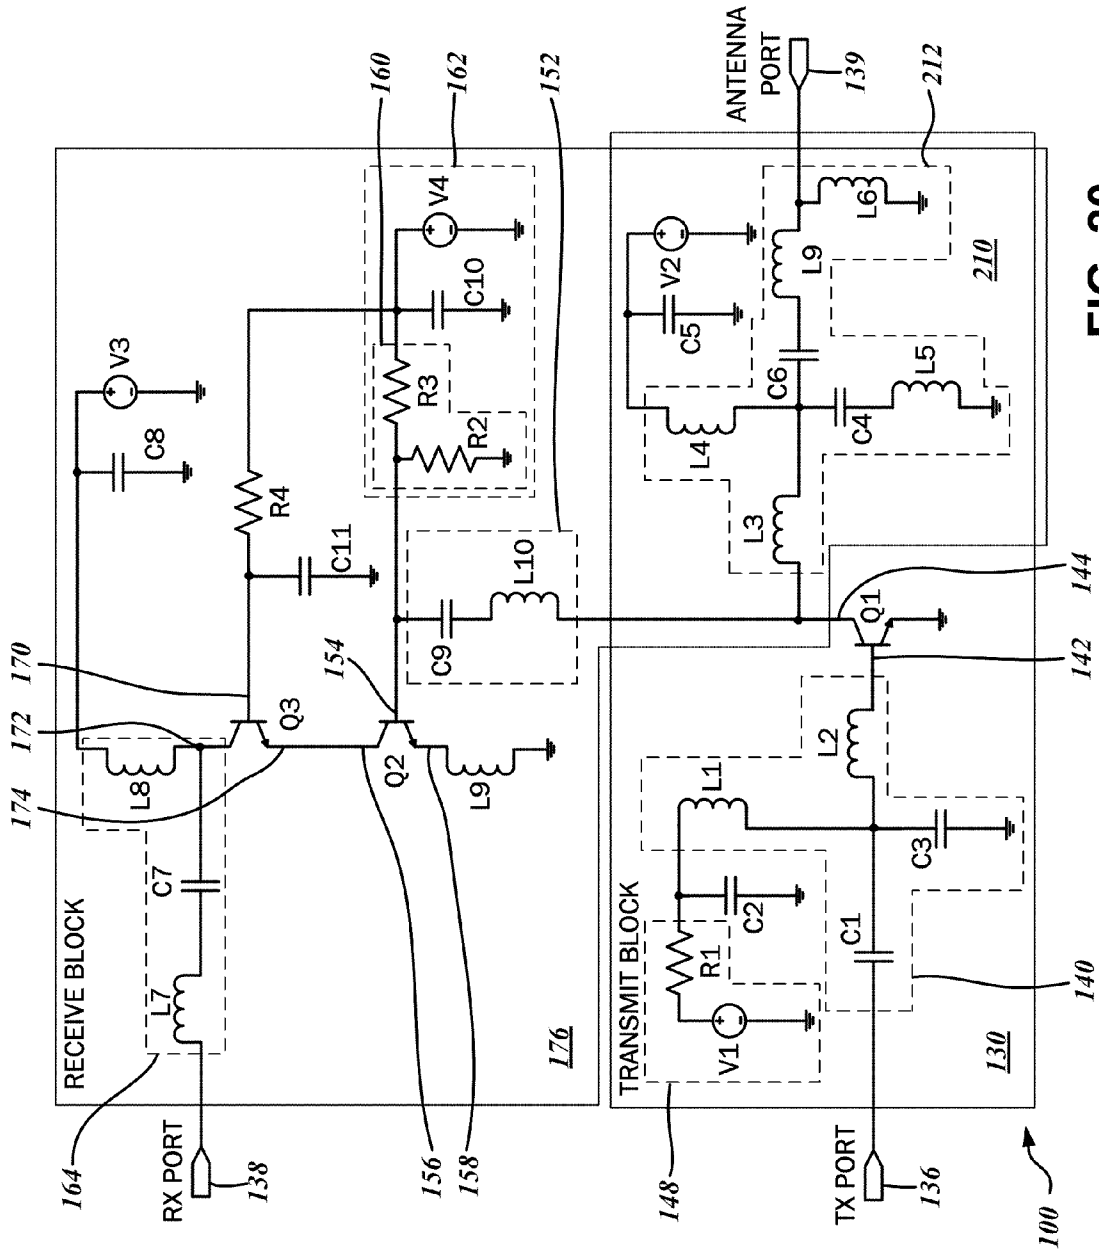 160
162
152
ANTENNA
PORT
139
212
V4
C10
R3
R2
V3
C8
R4
C11
170
172
174
154
Q3
Q2
L8
L9
C7
L7
RECEIVE BLOCK
176
164
RX PORT
138
156
158
C9
L10
V2
C5
L4
L9
L6
210
C6
C4
L5
L3
144
142
Q1
L2
L1
C3
C2
R1
V1
C1
TRANSMIT BLOCK
130
140
148
TX PORT
136
100